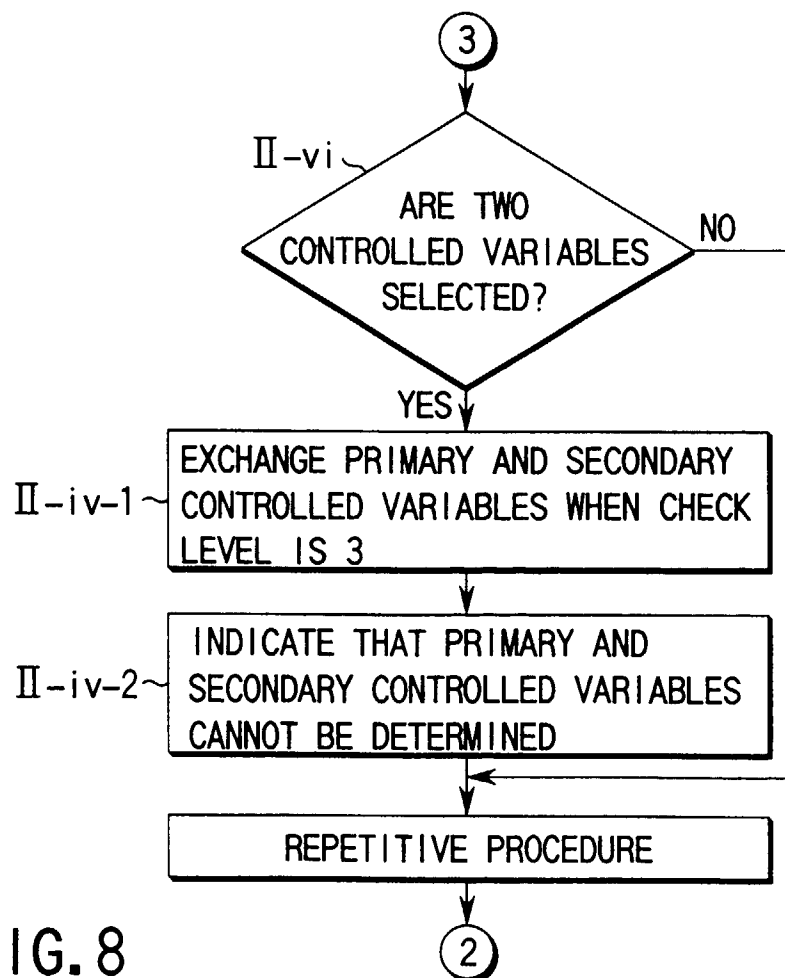 3
II-vi
ARE TWO
CONTROLLED VARIABLES
SELECTED?
NO
YES
II-iv-1
EXCHANGE PRIMARY AND SECONDARY
CONTROLLED VARIABLES WHEN CHECK
LEVEL IS 3
II-iv-2
INDICATE THAT PRIMARY AND
SECONDARY CONTROLLED VARIABLES
CANNOT BE DETERMINED
REPETITIVE PROCEDURE
2
IG. 8